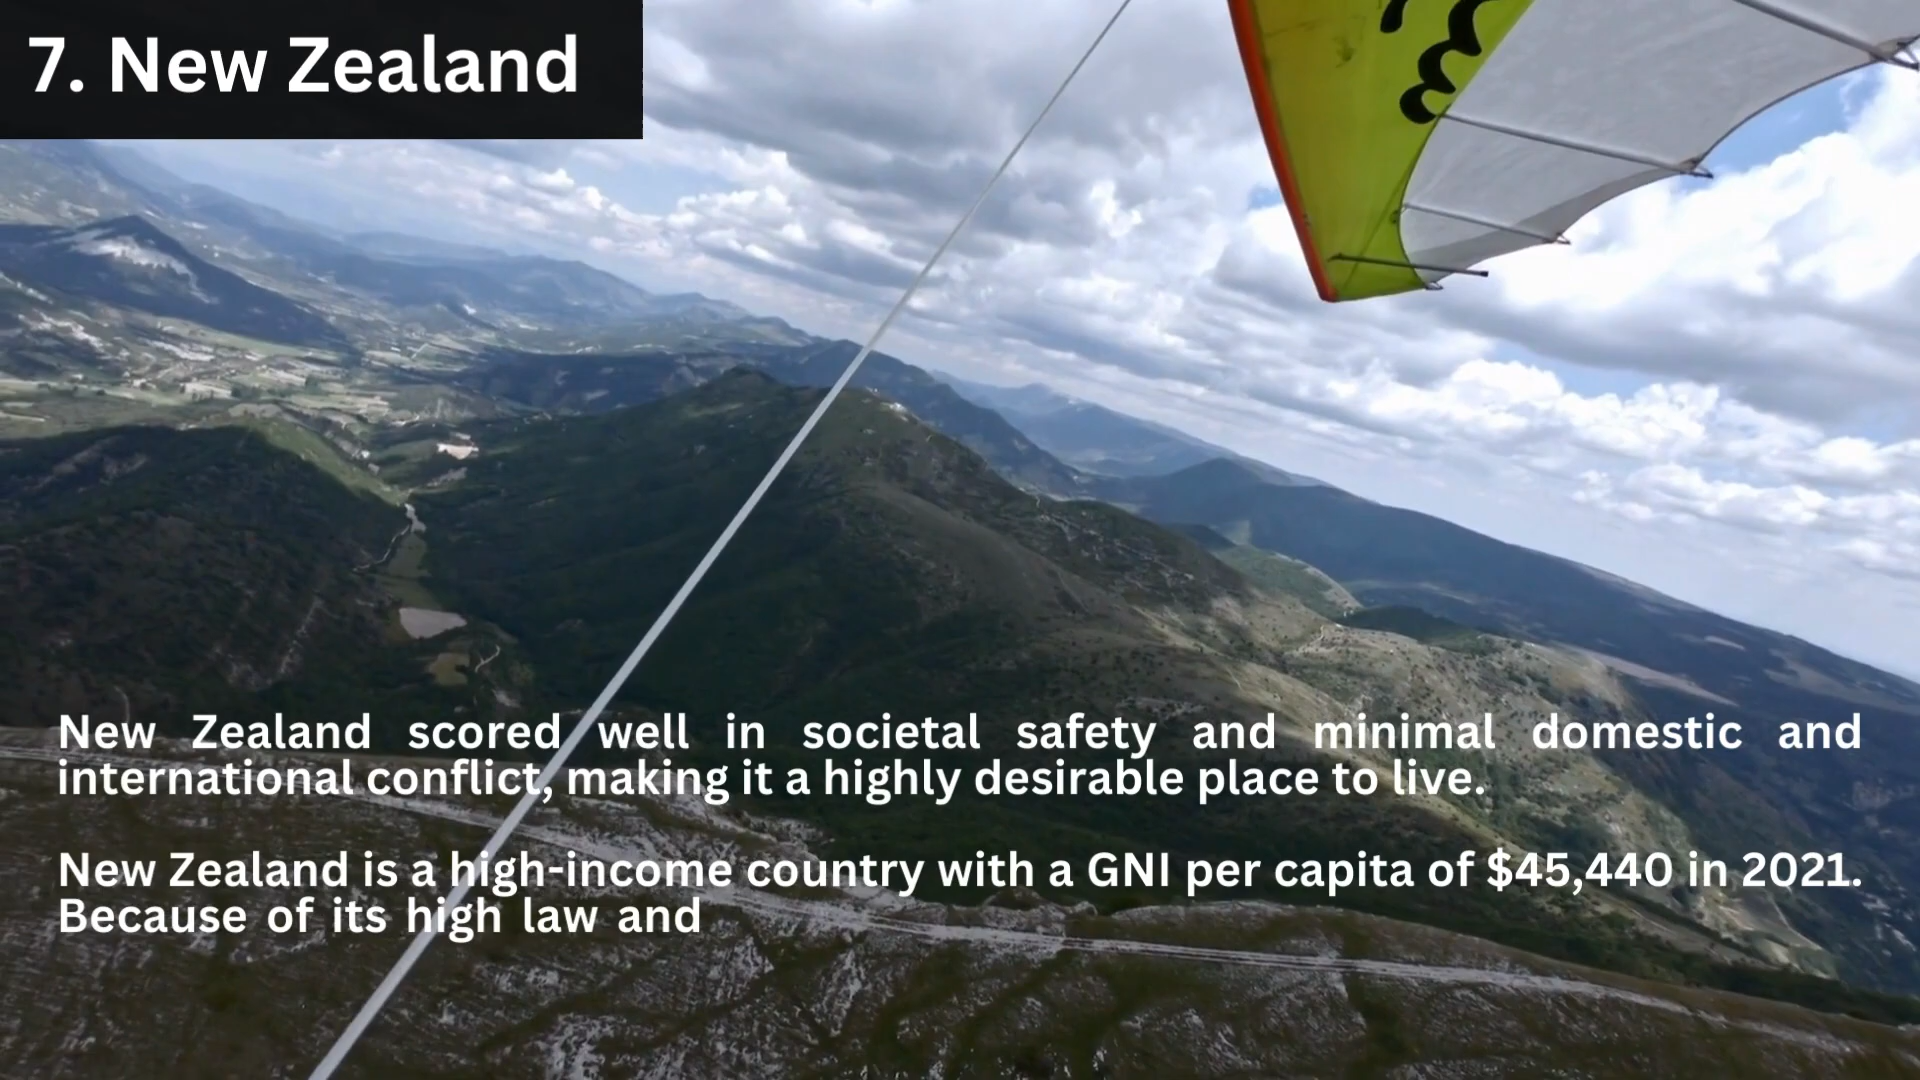 7. New Zealand
New Zealand scored well in societal safety and minimal domestic and
international conflict, making it a highly desirable place to live.
New Zealand is a high-income country with a GNI per capita of $45,440 in 2021.
Because of its high law and